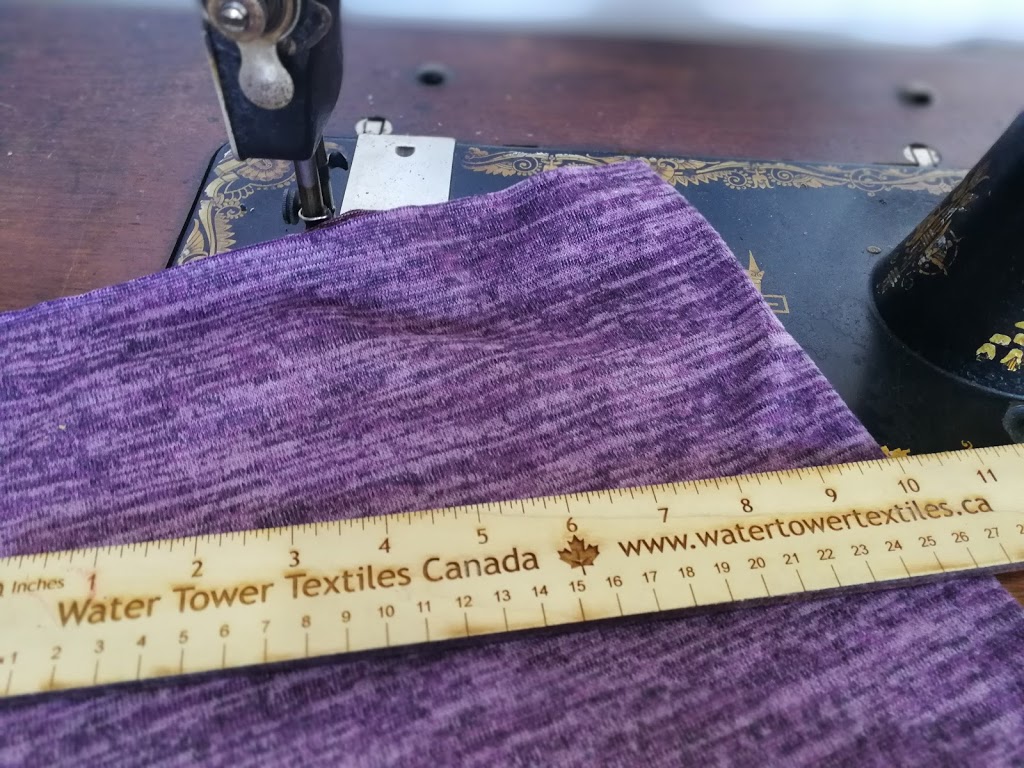 Inches 1 2 3 4 5 6 7 8 9 10 11
Water Tower Textiles Canada www.watertowertextiles.ca
1 2 3 4 5 6 7 8 9 10 11 12 13 14 15 16 17 18 19 20 21 22 23 24 25 26 27